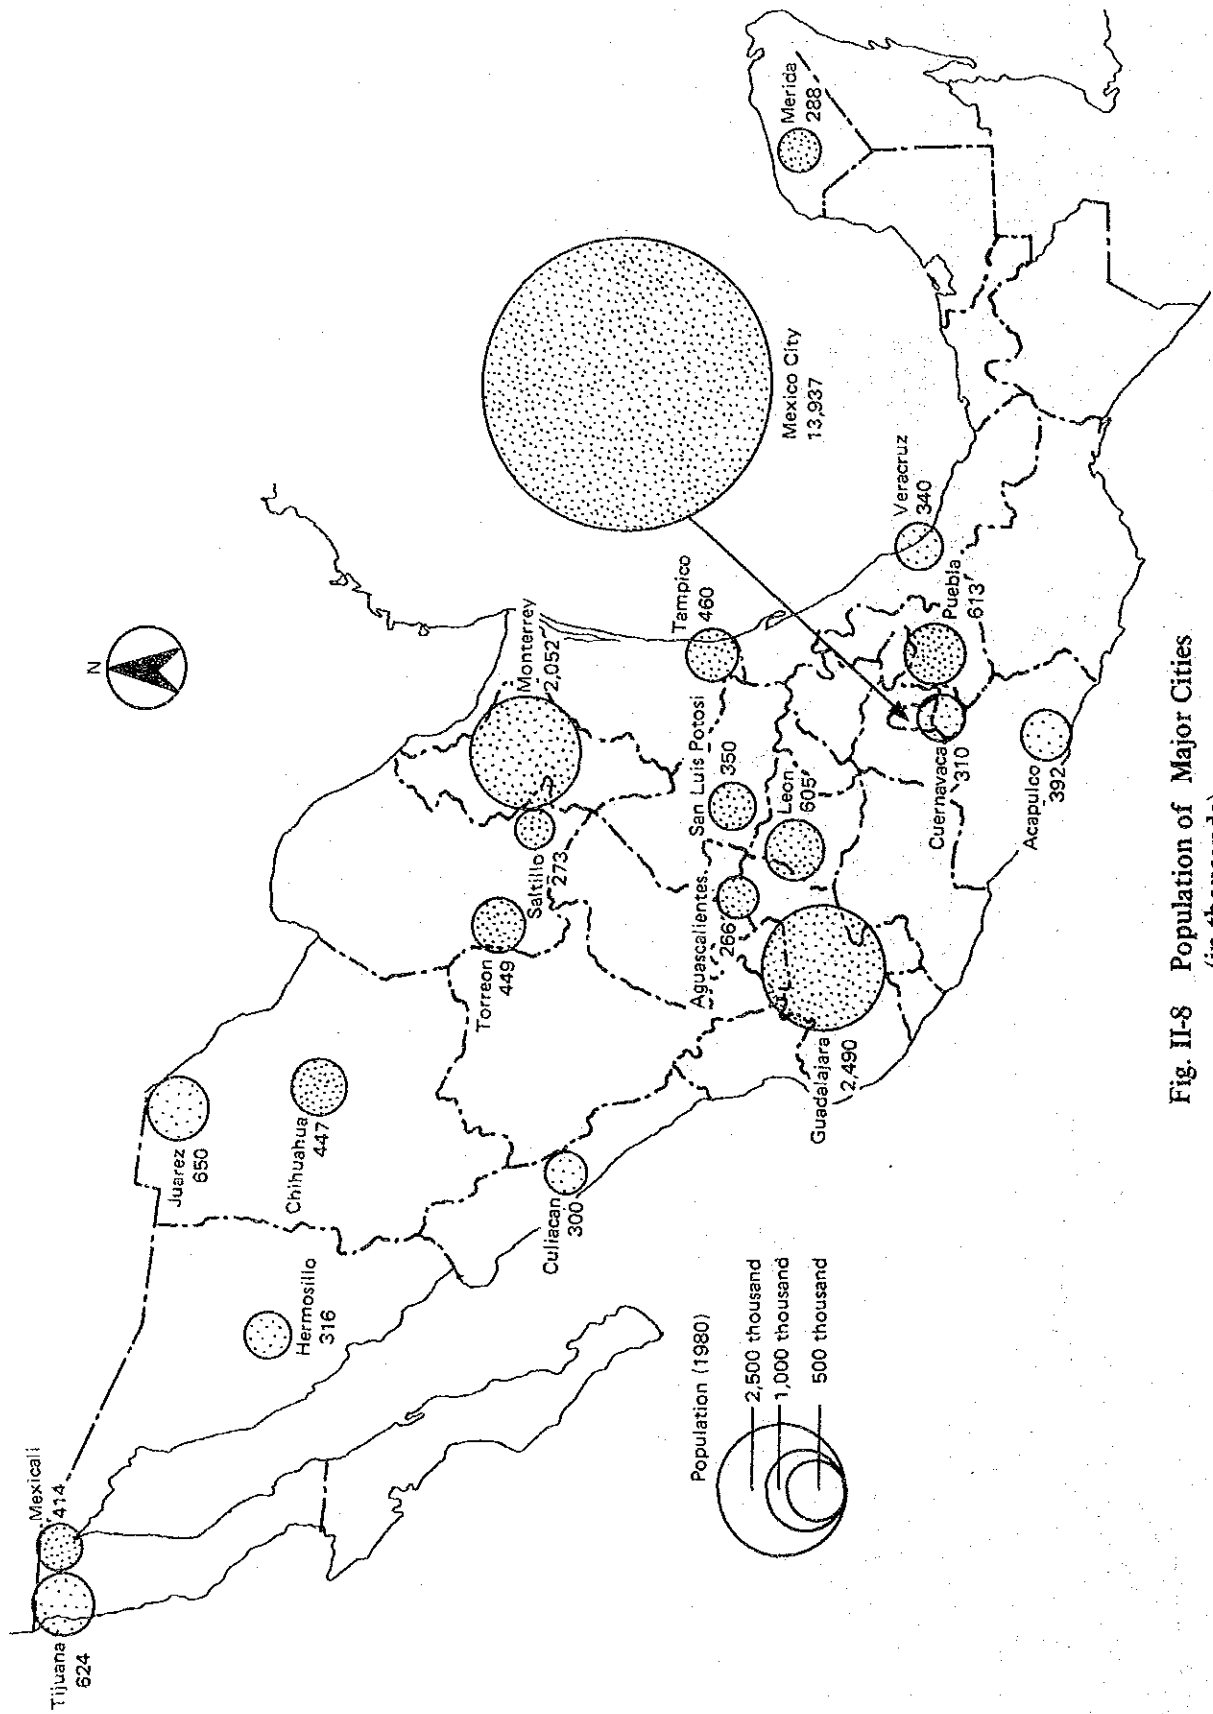 N
Tijuana
624
Mexicali
414
Hermosillo
316
Juarez
650
Chihuahua
447
Culiacan
300
Torreon
449
Saltillo
273
Monterrey
2,052
Tampico
460
San Luis Potosi
350
Aguascalientes
266
Leon
605
Guadalajara
2,490
Mexico City
13,937
Veracruz
340
Puebla
613
Cuernavaca
310
Acapulco
392
Merida
288
Population (1980)
2,500 thousand
1,000 thousand
500 thousand
Fig. II-8 Population of Major Cities
(in thousands)